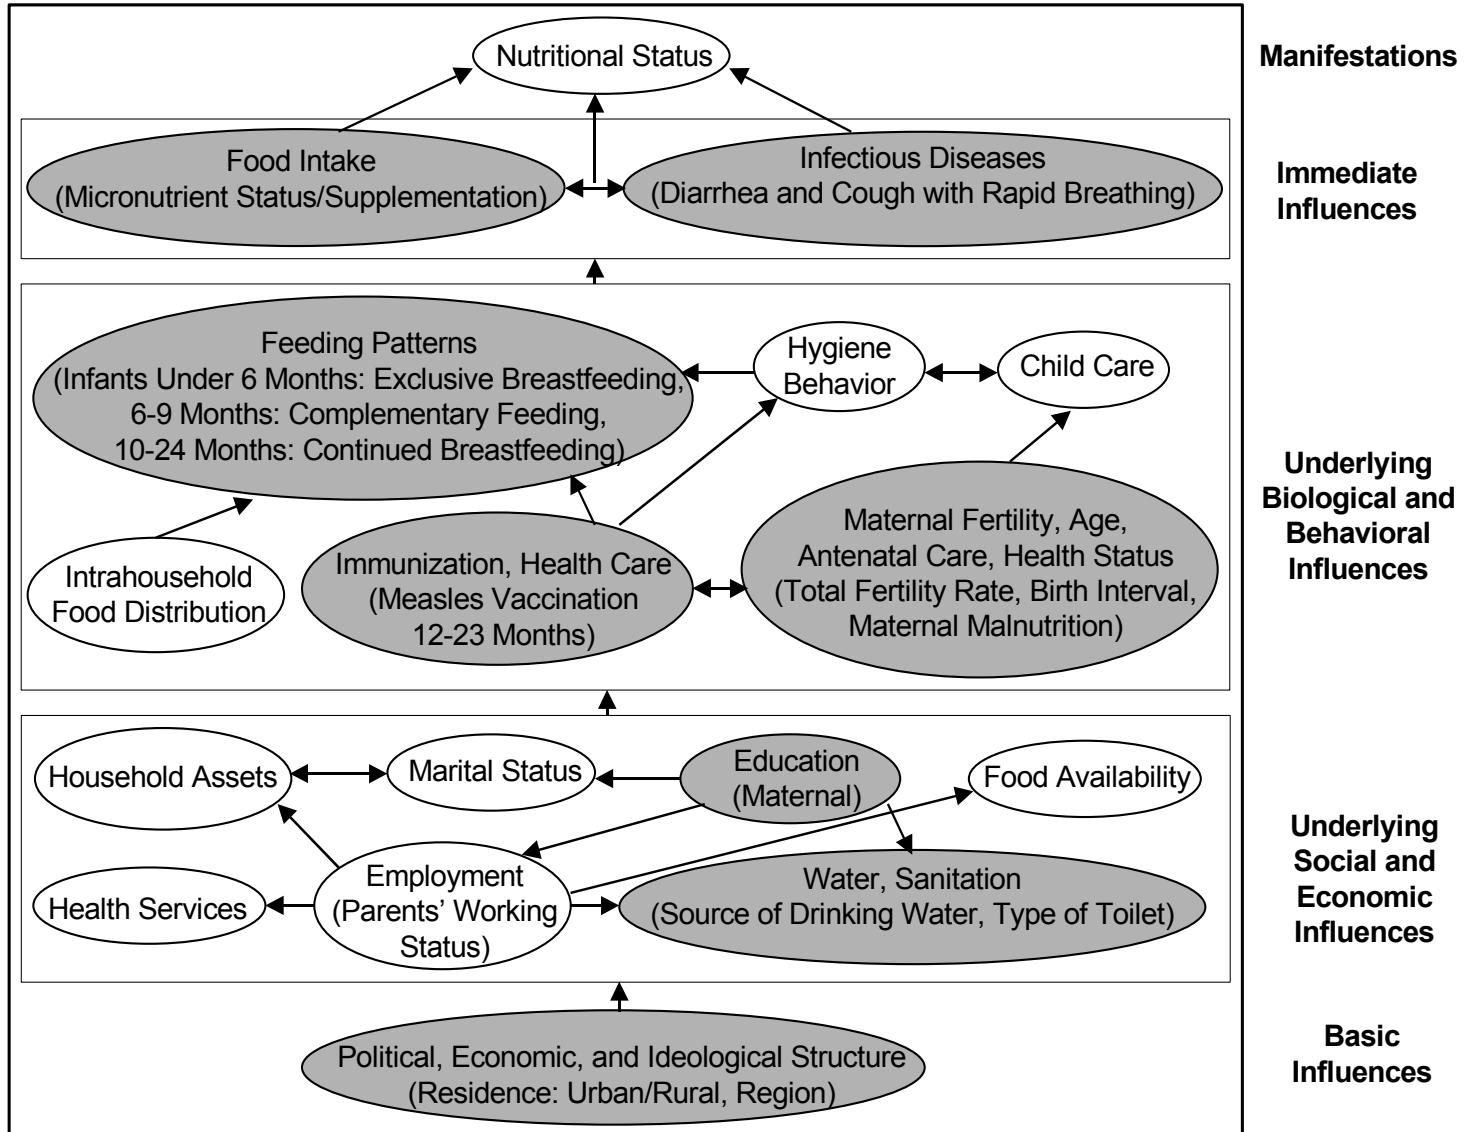 Nutritional Status
Manifestations
Food Intake
(Micronutrient Status/Supplementation)
Infectious Diseases
(Diarrhea and Cough with Rapid Breathing)
Immediate
Influences
Feeding Patterns
(Infants Under 6 Months: Exclusive Breastfeeding,
6-9 Months: Complementary Feeding,
10-24 Months: Continued Breastfeeding)
Hygiene
Behavior
Child Care
Intrahousehold
Food Distribution
Immunization, Health Care
(Measles Vaccination
12-23 Months)
Maternal Fertility, Age,
Antenatal Care, Health Status
(Total Fertility Rate, Birth Interval,
Maternal Malnutrition)
Underlying
Biological and
Behavioral
Influences
Household Assets
Marital Status
Education
(Maternal)
Food Availability
Health Services
Employment
(Parents’ Working
Status)
Water, Sanitation
(Source of Drinking Water, Type of Toilet)
Underlying
Social and
Economic
Influences
Political, Economic, and Ideological Structure
(Residence: Urban/Rural, Region)
Basic
Influences